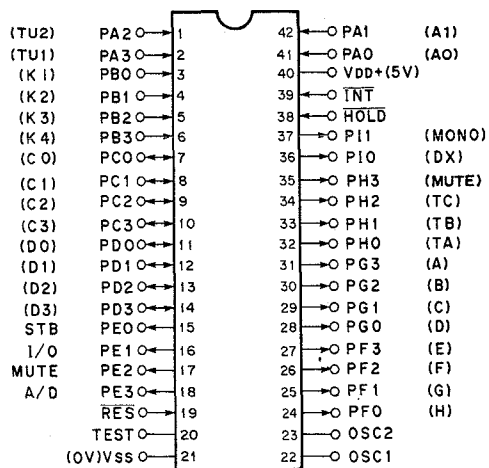 (TU2) PA2 1 42 PA1 (A1)
(TU1) PA3 2 41 PA0 (A0)
(K1) PB0 3 40 VDD+(5V)
(K2) PB1 4 39 INT
(K3) PB2 5 38 HOLD
(K4) PB3 6 37 PI1 (MONO)
(C0) PC0 7 36 PI0 (DX)
(C1) PC1 8 35 PH3 (MUTE)
(C2) PC2 9 34 PH2 (TC)
(C3) PC3 10 33 PH1 (TB)
(D0) PD0 11 32 PH0 (TA)
(D1) PD1 12 31 PG3 (A)
(D2) PD2 13 30 PG2 (B)
(D3) PD3 14 29 PG1 (C)
STB PE0 15 28 PG0 (D)
I/O PE1 16 27 PF3 (E)
MUTE PE2 17 26 PF2 (F)
A/D PE3 18 25 PF1 (G)
RES 19 24 PF0 (H)
TEST 20 23 OSC2
(0V)VSS 21 22 OSC1